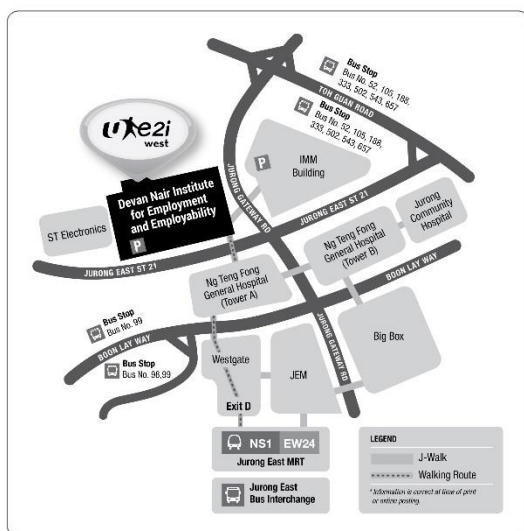 Bus Stop
Bus No. 52, 105, 188,
333, 502, 543, 657
TOH GUAN ROAD
Bus Stop
Bus No. 52, 105, 188,
333, 502, 543, 657
u e2i
west
P
IMM
Building
JURONG GATEWAY RD
Devan Nair Institute
for Employment
and Employability
P
ST Electronics
JURONG EAST ST 21
JURONG EAST ST 21
Jurong
Community
Hospital
Ng Teng Fong
General Hospital
(Tower B)
Ng Teng Fong
General Hospital
(Tower A)
BOON LAY WAY
Bus Stop
Bus No. 99
BOON LAY WAY
Bus Stop
Bus No. 96,99
Westgate
Big Box
JEM
JURONG GATEWAY RD
Exit D
NS1 EW24
Jurong East MRT
Jurong East
Bus Interchange
LEGEND
J-Walk
Walking Route
* Information is correct at time of print
or online posting.